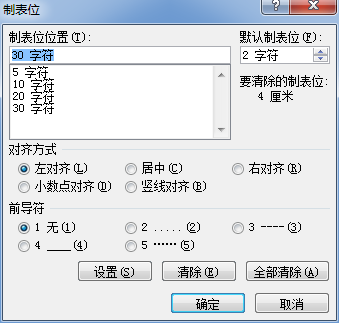 制表位
制表位位置(T):
默认制表位(F):
30 字符
2 字符
5 字符
10 字符
20 字符
30 字符
要清除的制表位:
4 厘米
对齐方式
左对齐(L)
居中(C)
右对齐(R)
小数点对齐(D)
竖线对齐(B)
前导符
1 无(1)
2 .....(2)
3 ----(3)
4 ____(4)
5 ······(5)
设置(S)
清除(E)
全部清除(A)
确定
取消